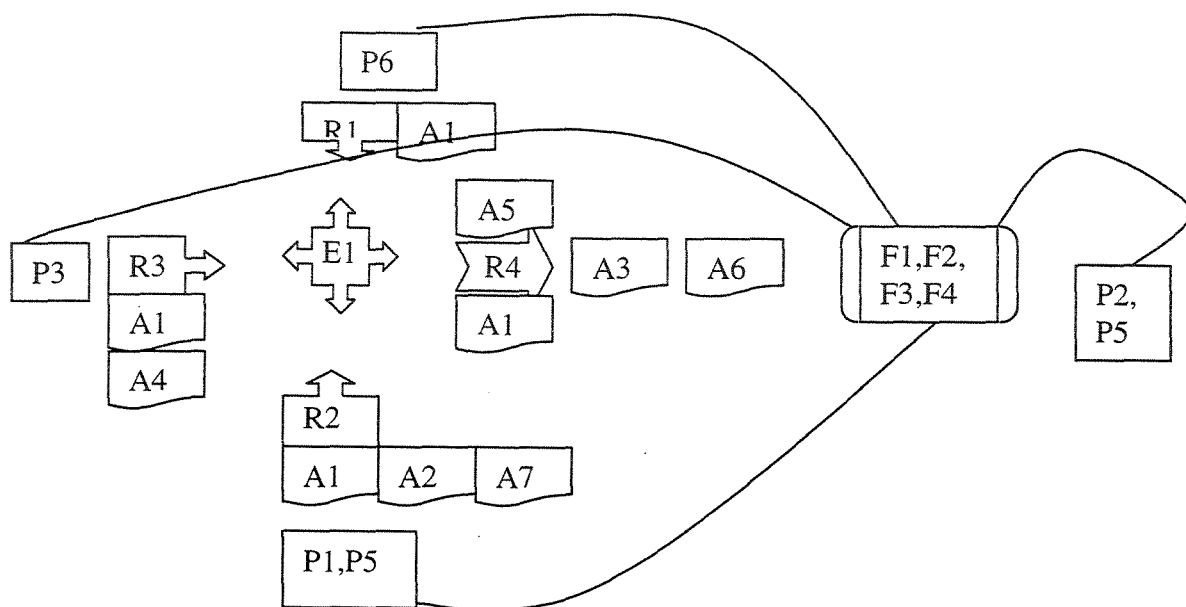 P6
R1
A1
A5
P3
R3
E1
R4
A3
A6
F1,F2,
F3,F4
P2,
P5
A1
A1
A4
R2
A1
A2
A7
P1,P5